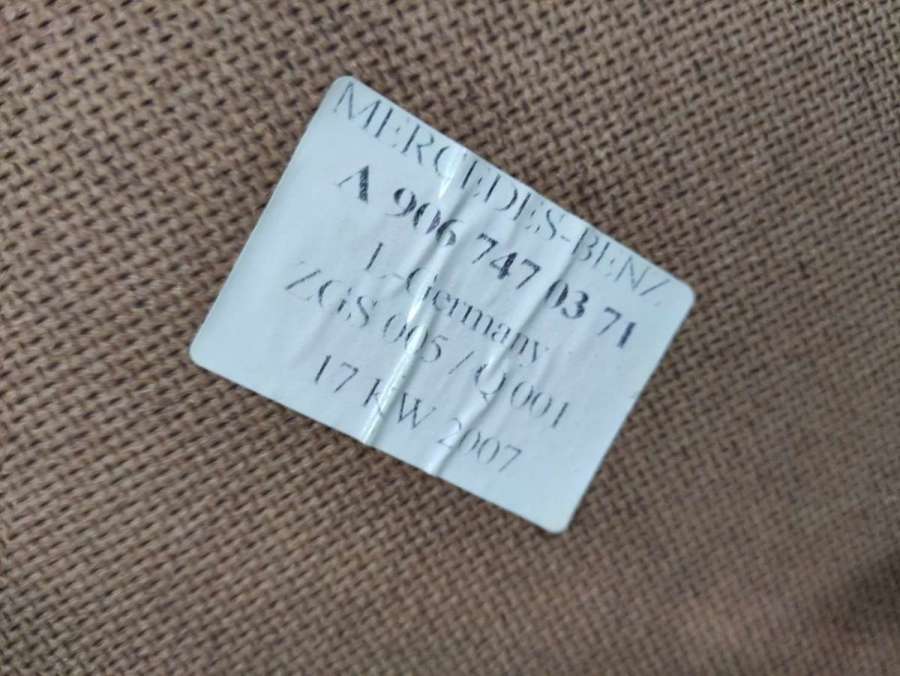 MERCEDES-BENZ
A 906 747 03 71
L-Germany
ZGS 005 / Q 001
17 KW 2007